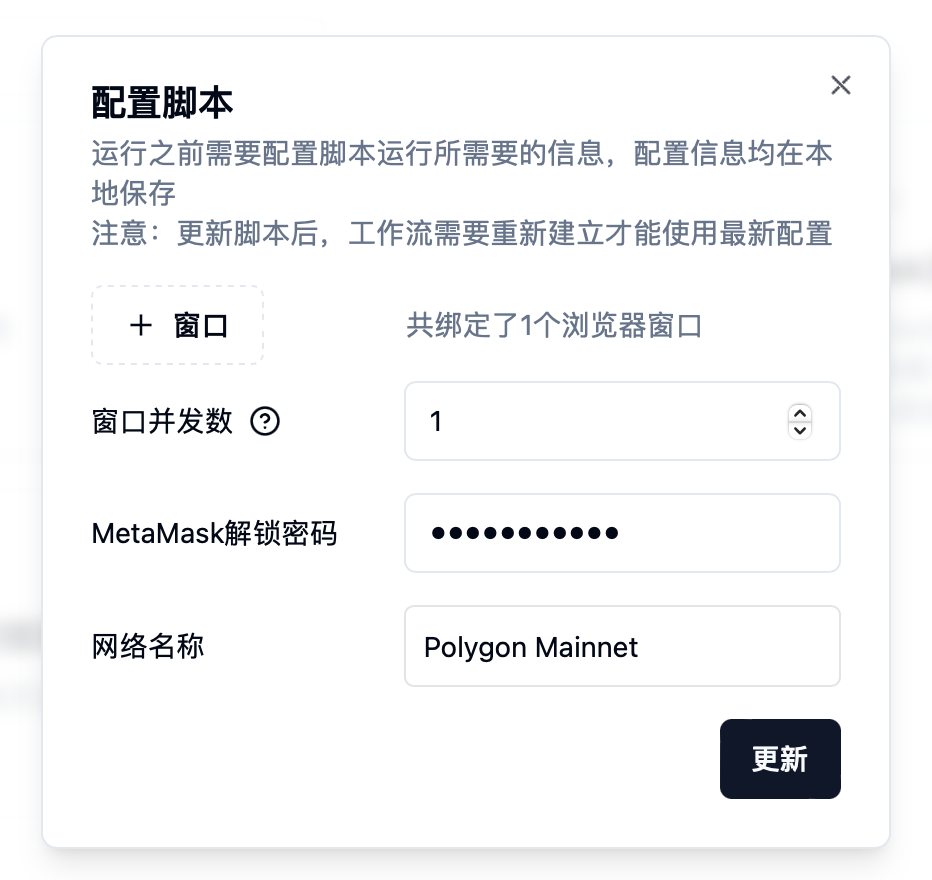 配置脚本
运行之前需要配置脚本运行所需要的信息，配置信息均在本
地保存
注意：更新脚本后，工作流需要重新建立才能使用最新配置
+ 窗口
共绑定了1个浏览器窗口
窗口并发数
1
MetaMask解锁密码
●●●●●●●●●●●
网络名称
Polygon Mainnet
更新